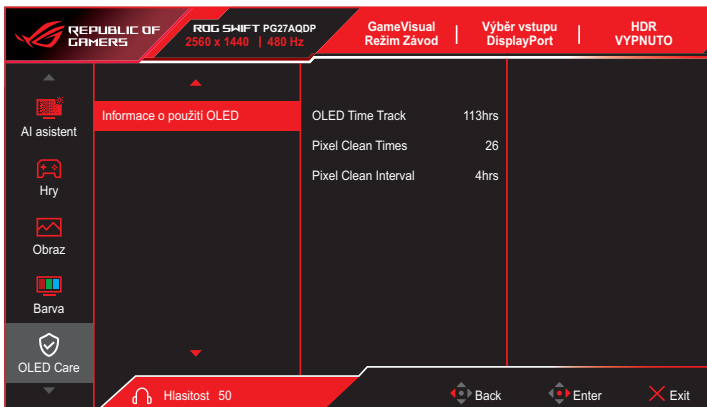 REPUBLIC OF
GAMERS
ROG SWIFT PG27AQDP
2560 x 1440 | 480 Hz
GameVisual
Režim Závod
Výběr vstupu
DisplayPort
HDR
VYPNUTO
AI asistent
Hry
Obraz
Barva
OLED Care
Informace o použití OLED
OLED Time Track 113hrs
Pixel Clean Times 26
Pixel Clean Interval 4hrs
Hlasitost 50
Back
Enter
Exit